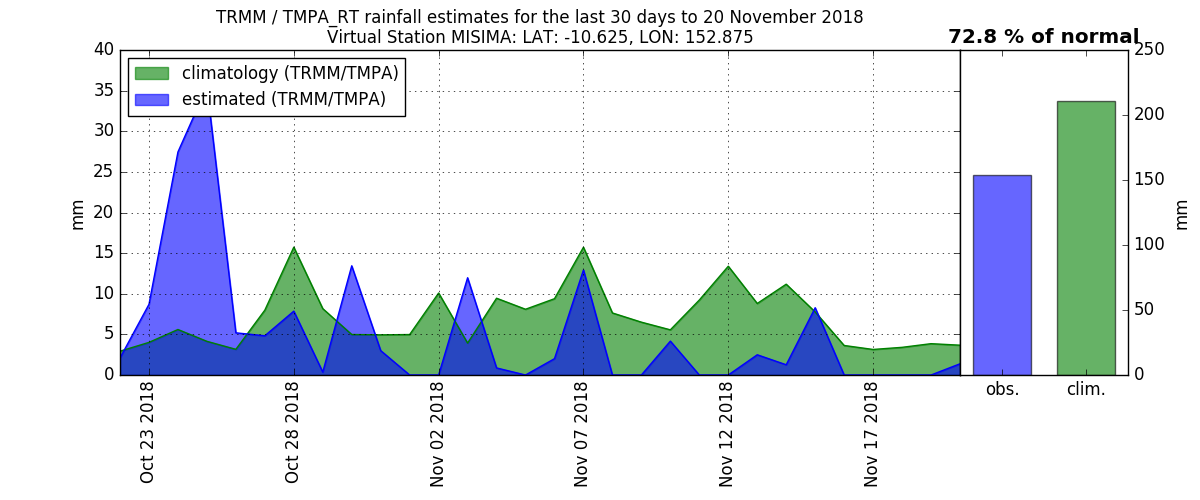 TRMM / TMPA_RT rainfall estimates for the last 30 days to 20 November 2018
Virtual Station MISIMA: LAT: -10.625, LON: 152.875
72.8 % of normal
climatology (TRMM/TMPA)
estimated (TRMM/TMPA)
mm
40
35
30
25
20
15
10
5
0
Oct 23 2018
Oct 28 2018
Nov 02 2018
Nov 07 2018
Nov 12 2018
Nov 17 2018
250
200
150
100
50
0
mm
obs.
clim.